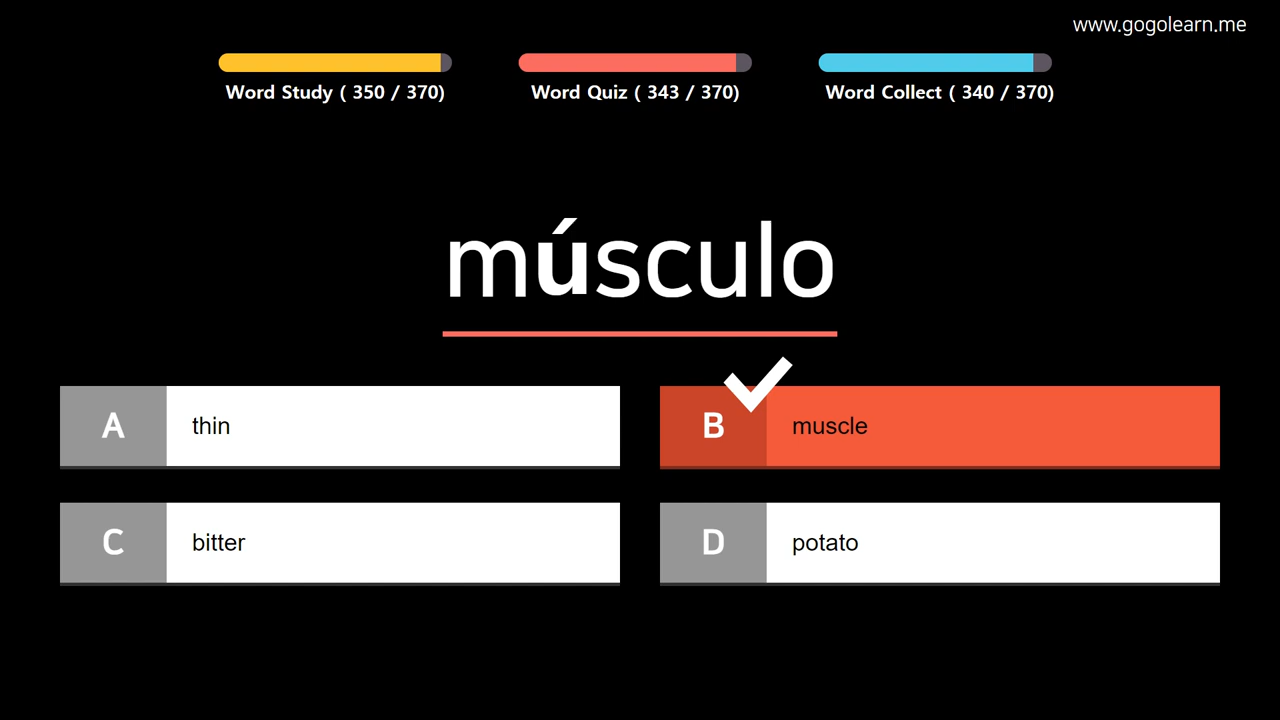 www.gogolearn.me
Word Study ( 350 / 370)
Word Quiz ( 343 / 370)
Word Collect ( 340 / 370)
músculo
A thin
B muscle
C bitter
D potato